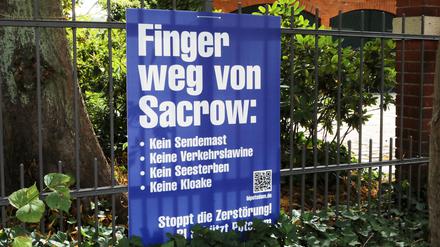 Finger
weg von
Sacrow:
• Kein Sendemast
• Keine Verkehrslawine
• Kein Seesterben
• Keine Kloake
Stoppt die Zerstörung!